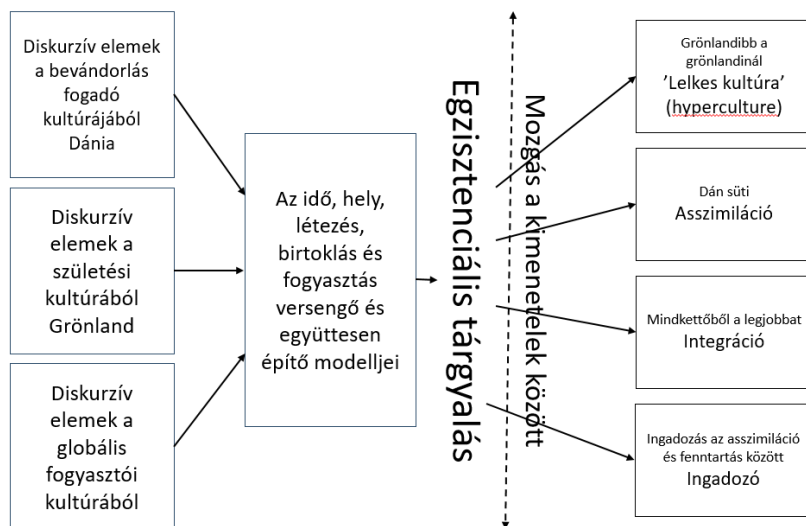 Diskurzív elemek
a bevándorlás
fogadó
kultúrájából
Dánia
Diskurzív
elemek a
születési
kultúrából
Grönland
Diskurzív
elemek a
globális
fogyasztói
kultúrából
Az idő, hely,
létezés,
birtoklás és
fogyasztás
versengő és
együttesen
építő modelljei
Egzisztenciális tárgyalás
Mozgás a kimenetelek között
Grönlandibb a
grönlandinál
’Lelkes kultúra’
(hyperculture)
Dán süti
Asszimiláció
Mindkettőből a legjobbat
Integráció
Ingadozás az asszimiláció
és fenntartás között
Ingadozó